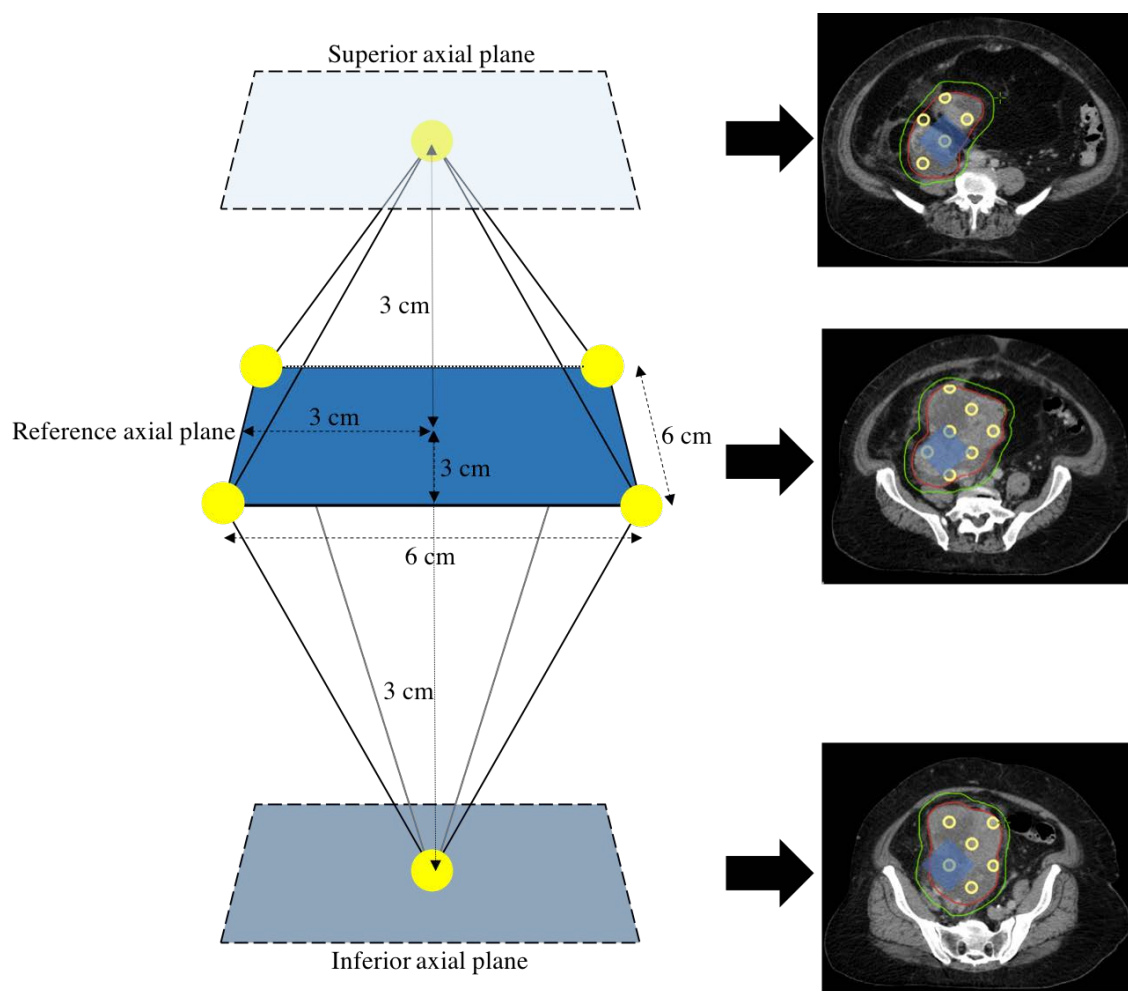 Superior axial plane
3 cm
3 cm
Reference axial plane
6 cm
3 cm
6 cm
3 cm
Inferior axial plane